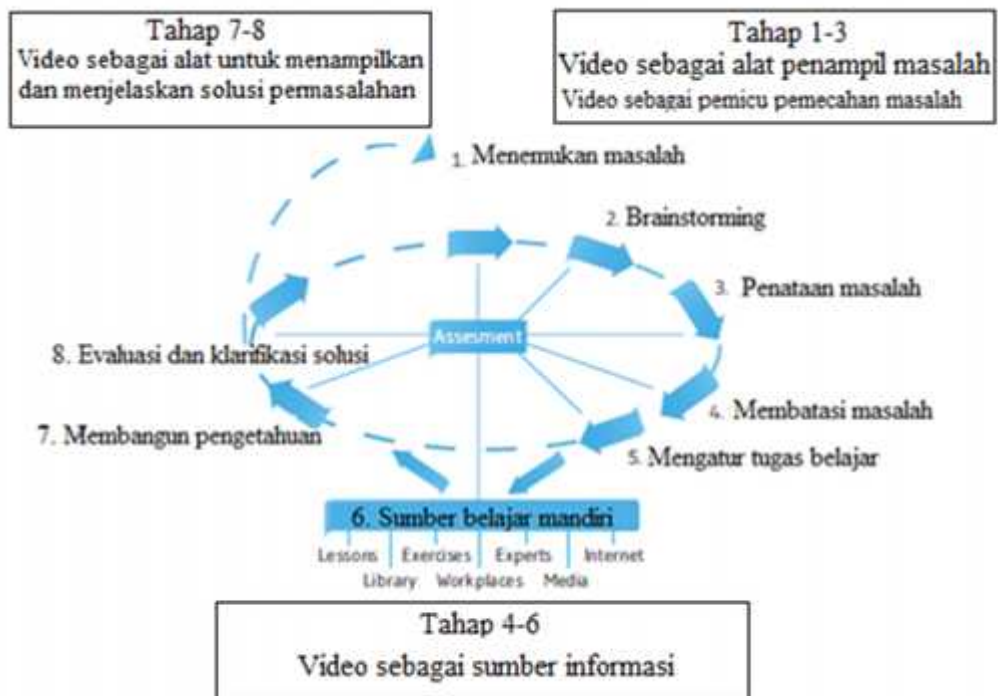 Tahap 7-8
Video sebagai alat untuk menampilkan
dan menjelaskan solusi permasalahan
Tahap 1-3
Video sebagai alat penampil masalah
Video sebagai pemicu pemecahan masalah
1. Menemukan masalah
2. Brainstorming
3. Penataan masalah
Assesment
8. Evaluasi dan klarifikasi solusi
4. Membatasi masalah
7. Membangun pengetahuan
5. Mengatur tugas belajar
6. Sumber belajar mandiri
Lessons Exercises Experts Internet
Library Workplaces Media
Tahap 4-6
Video sebagai sumber informasi